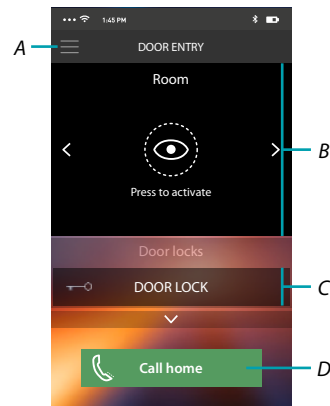 1:45 PM
A
DOOR ENTRY
Room
B
Press to activate
Door locks
DOOR LOCK
C
Call home
D